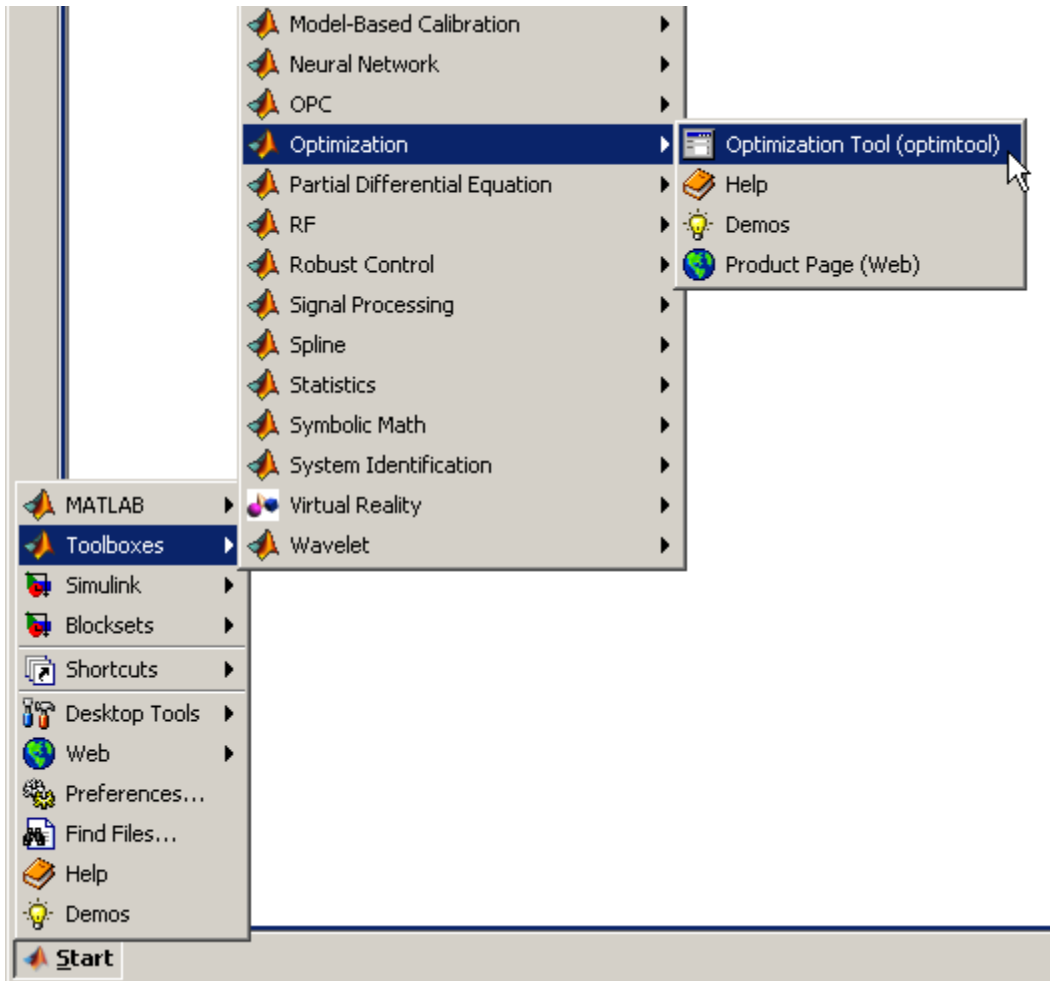 Model-Based Calibration
Neural Network
OPC
Optimization
Partial Differential Equation
RF
Robust Control
Signal Processing
Spline
Statistics
Symbolic Math
System Identification
Virtual Reality
Wavelet
Optimization Tool (optimtool)
Help
Demos
Product Page (Web)
MATLAB
Toolboxes
Simulink
Blocksets
Shortcuts
Desktop Tools
Web
Preferences...
Find Files...
Help
Demos
Start